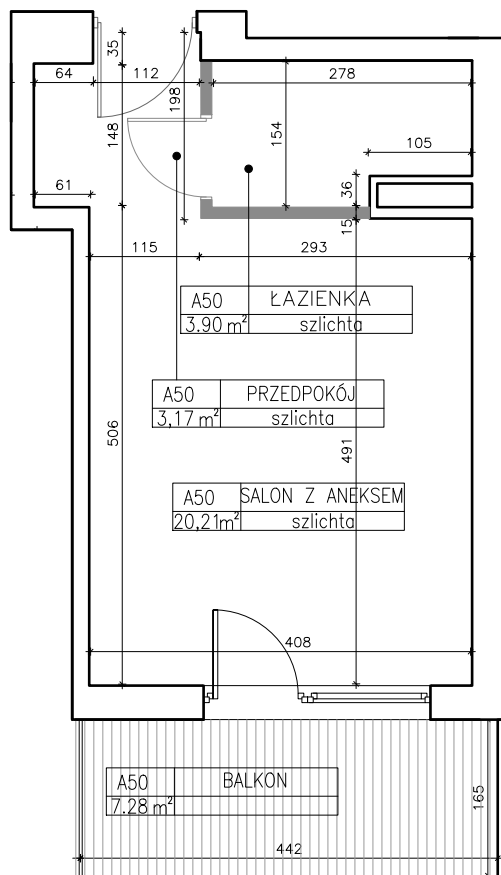 35
64
112
278
198
148
154
105
61
36
15
115
293
A50 ŁAZIENKA
3.90 m² szlichta
A50 PRZEDPOKÓJ
3,17 m² szlichta
506
491
A50 SALON Z ANEKSEM
20,21m² szlichta
408
A50 BALKON
7.28 m²
165
442